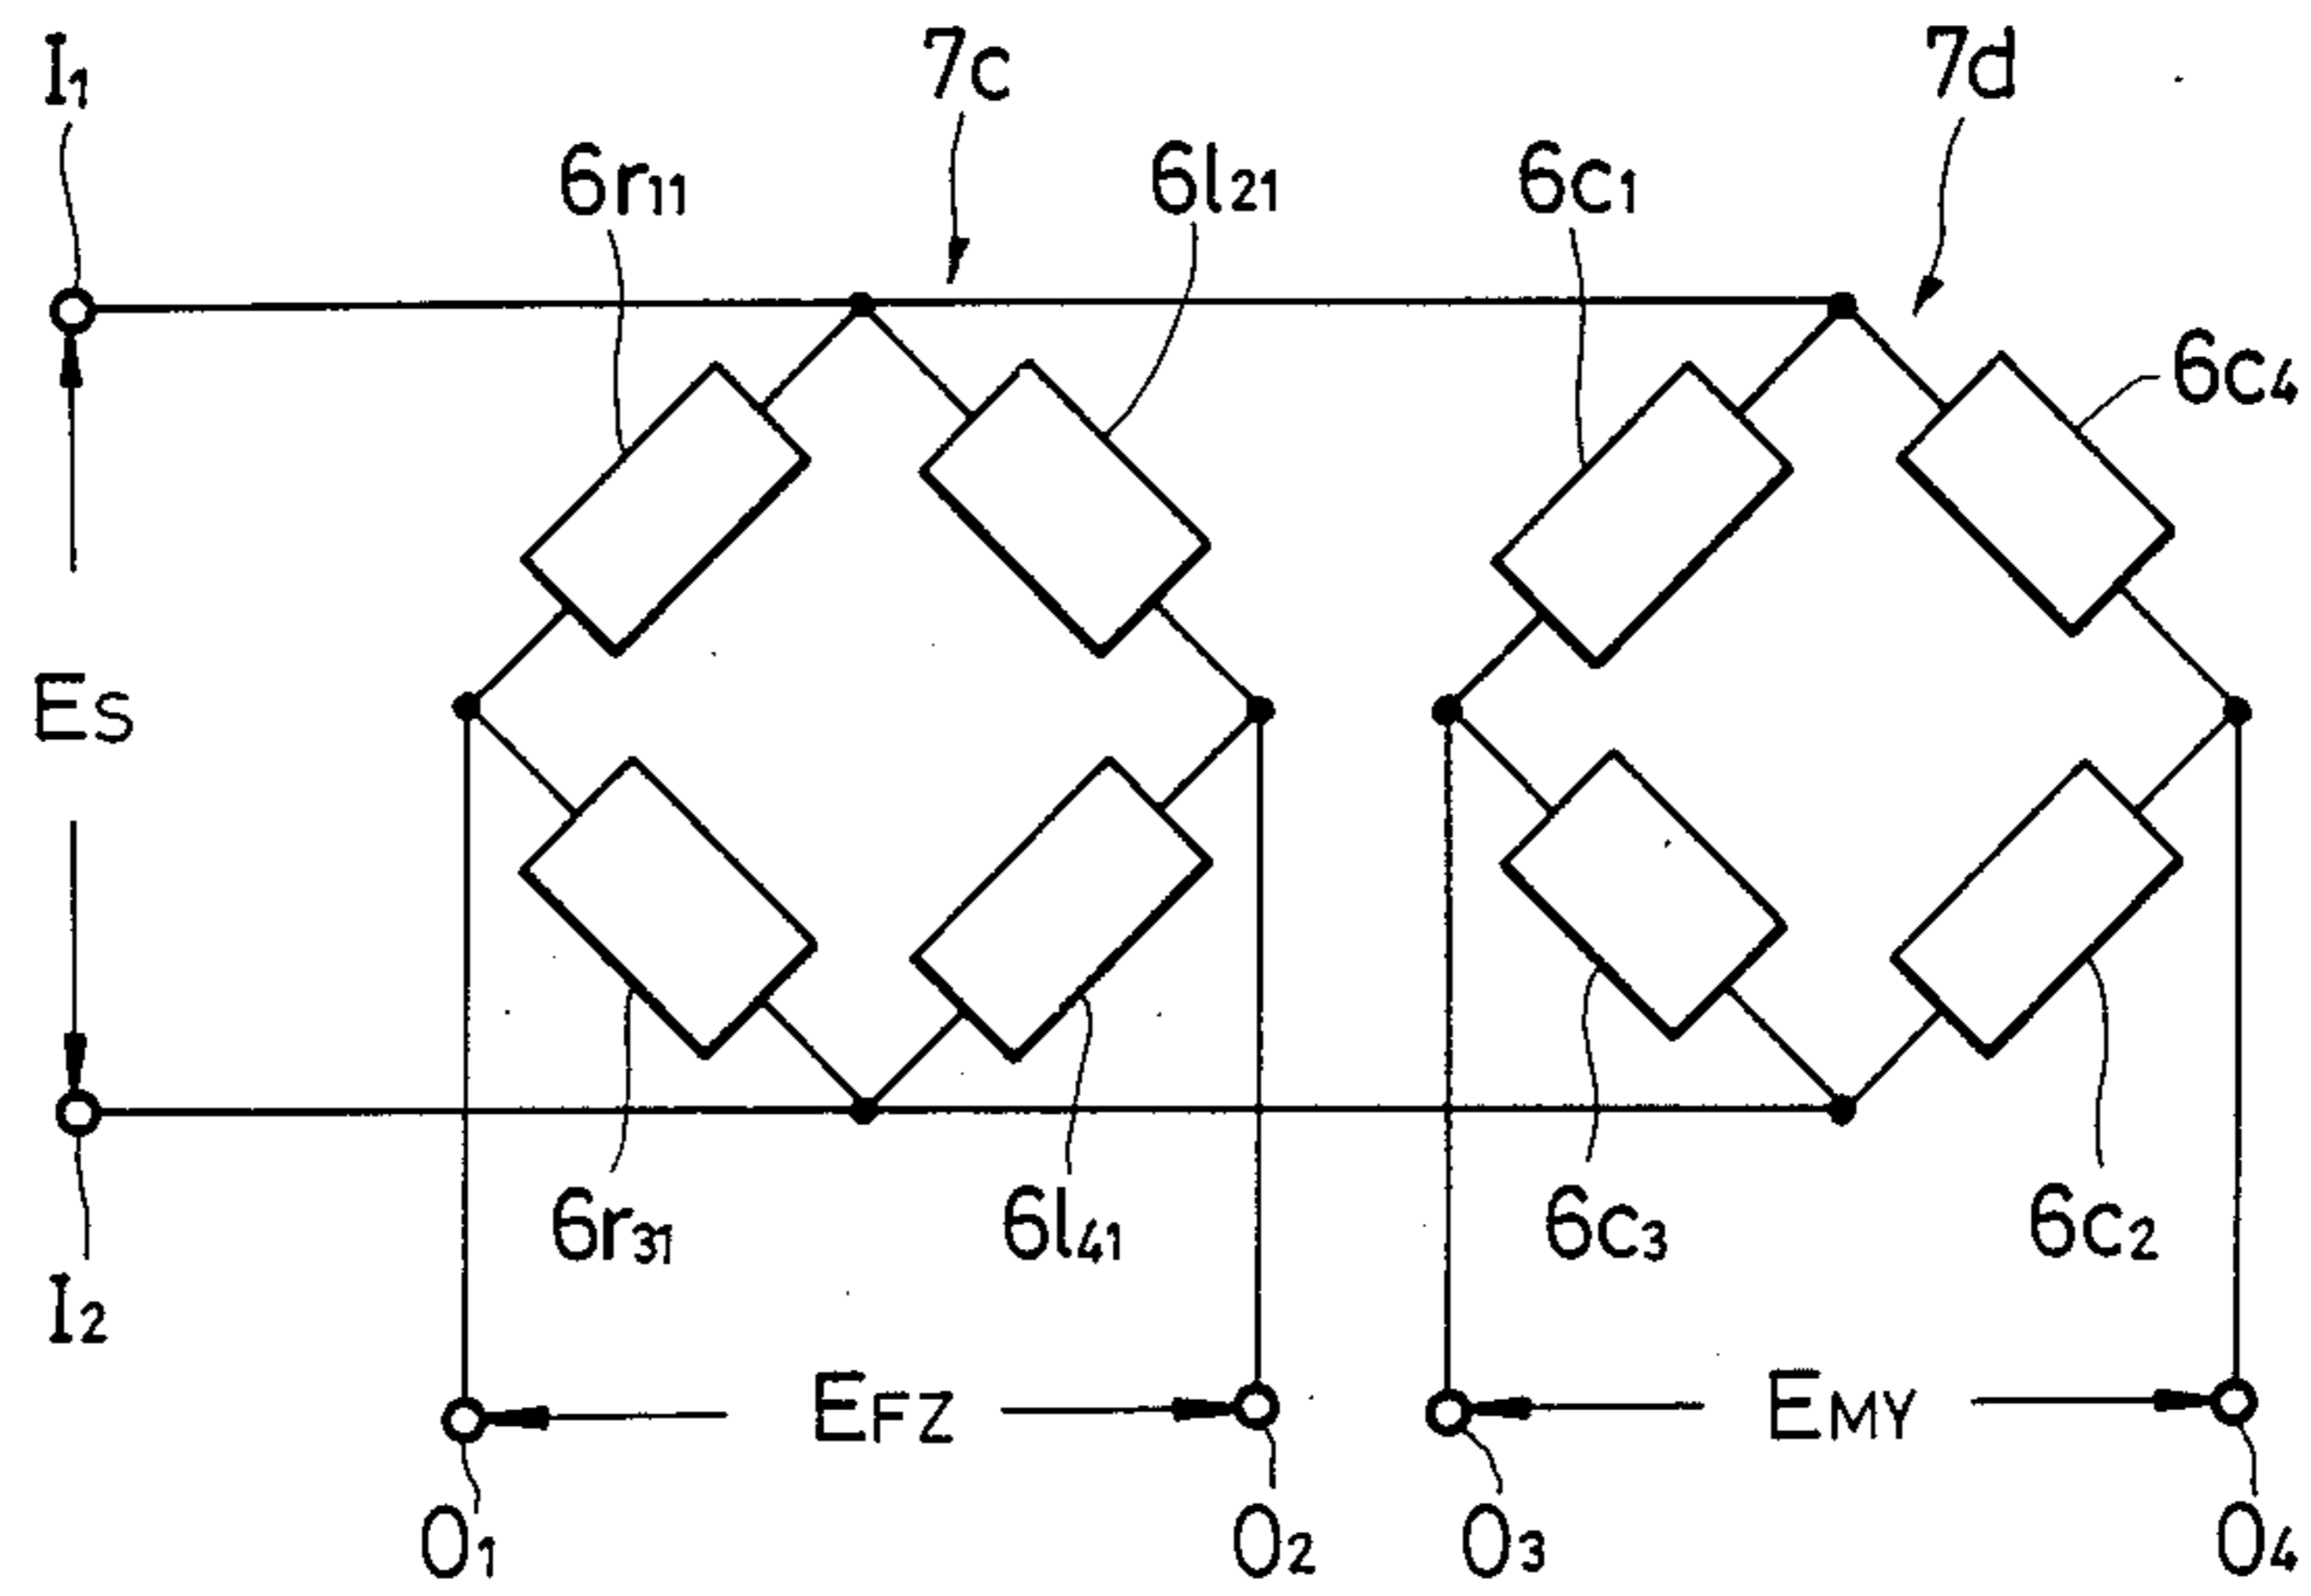 I1
7c
7d
6r11
6l21
6c1
6c4
Es
6r31
6l41
6c3
6c2
I2
EFZ
EMY
O1
O2
O3
O4